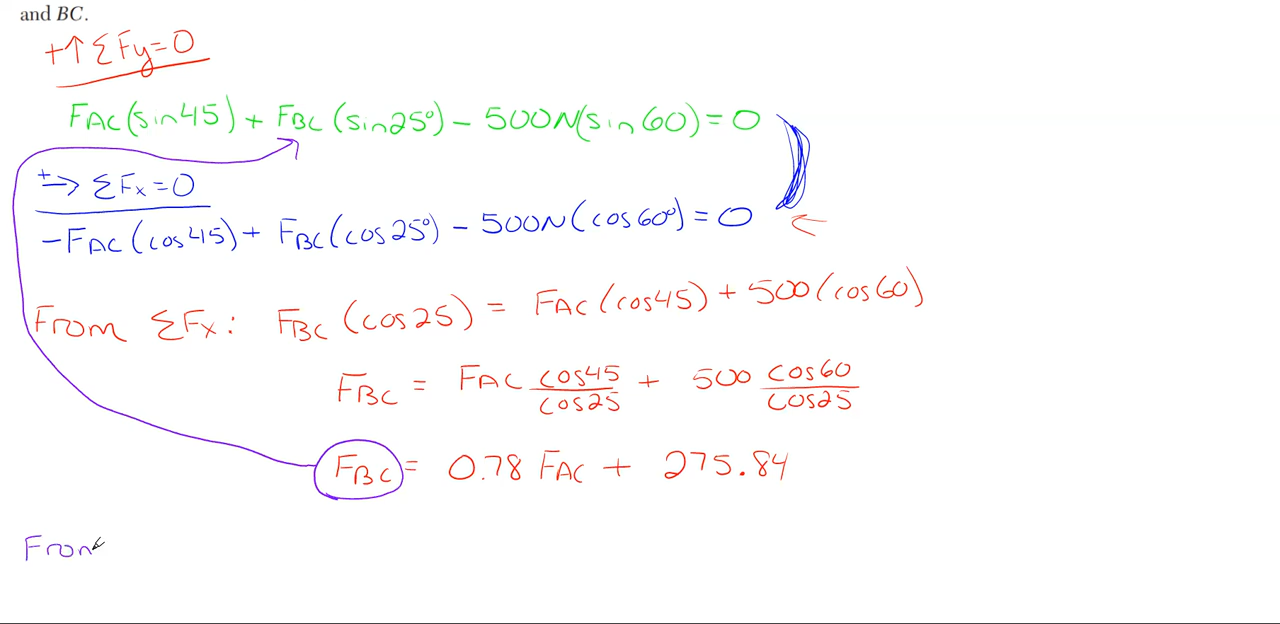 and BC.
+↑ ΣFy=0
FAC(sin45) + FBC(sin25°) - 500N(sin60) = 0
+→ ΣFx=0
-FAC(cos45) + FBC(cos25°) - 500N(cos60°) = 0
From ΣFx: FBC(cos25) = FAC(cos45) + 500(cos60)
FBC = FAC cos45/cos25 + 500 cos60/cos25
FBC = 0.78 FAC + 275.84
From